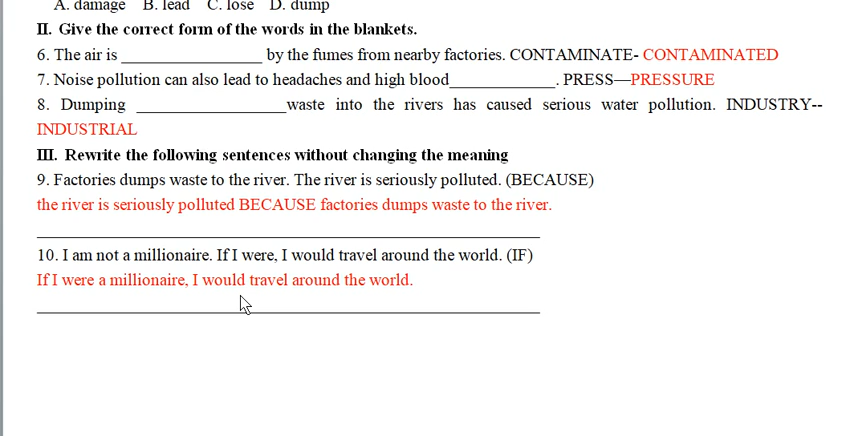 A. damage B. lead C. lose D. dump
II. Give the correct form of the words in the blankets.
6. The air is _________________ by the fumes from nearby factories. CONTAMINATE- CONTAMINATED
7. Noise pollution can also lead to headaches and high blood_____________. PRESS—PRESSURE
8. Dumping __________________waste into the rivers has caused serious water pollution. INDUSTRY--
INDUSTRIAL
III. Rewrite the following sentences without changing the meaning
9. Factories dumps waste to the river. The river is seriously polluted. (BECAUSE)
the river is seriously polluted BECAUSE factories dumps waste to the river.
10. I am not a millionaire. If I were, I would travel around the world. (IF)
If I were a millionaire, I would travel around the world.